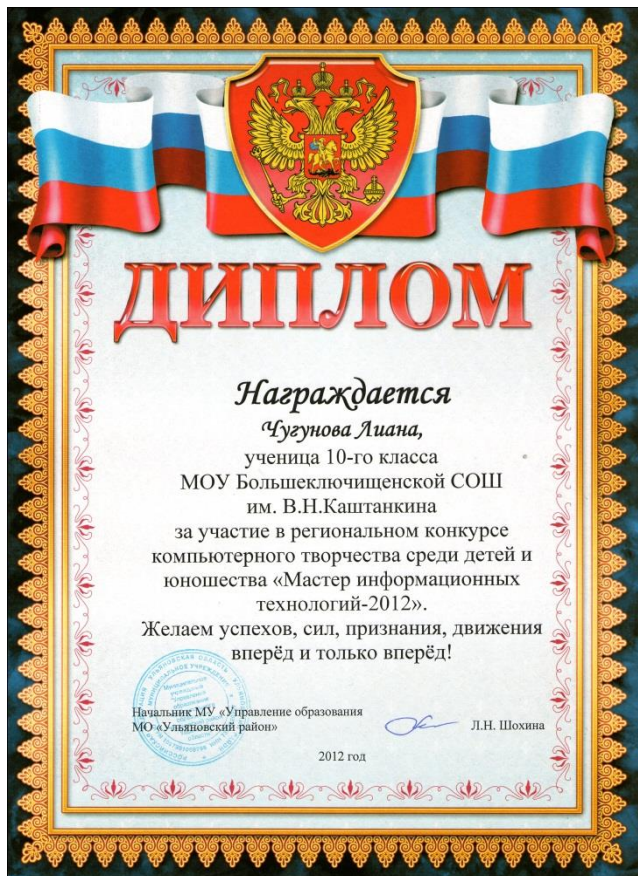 ДИПЛОМ
Награждается
Чугунова Лиана,
ученица 10-го класса
МОУ Большеключищенской СОШ
им. В.Н.Каштанкина
за участие в региональном конкурсе
компьютерного творчества среди детей и
юношества «Мастер информационных
технологий-2012».
Желаем успехов, сил, признания, движения
вперёд и только вперёд!
Начальник МУ «Управление образования
МО «Ульяновский район»
Л.Н. Шохина
2012 год